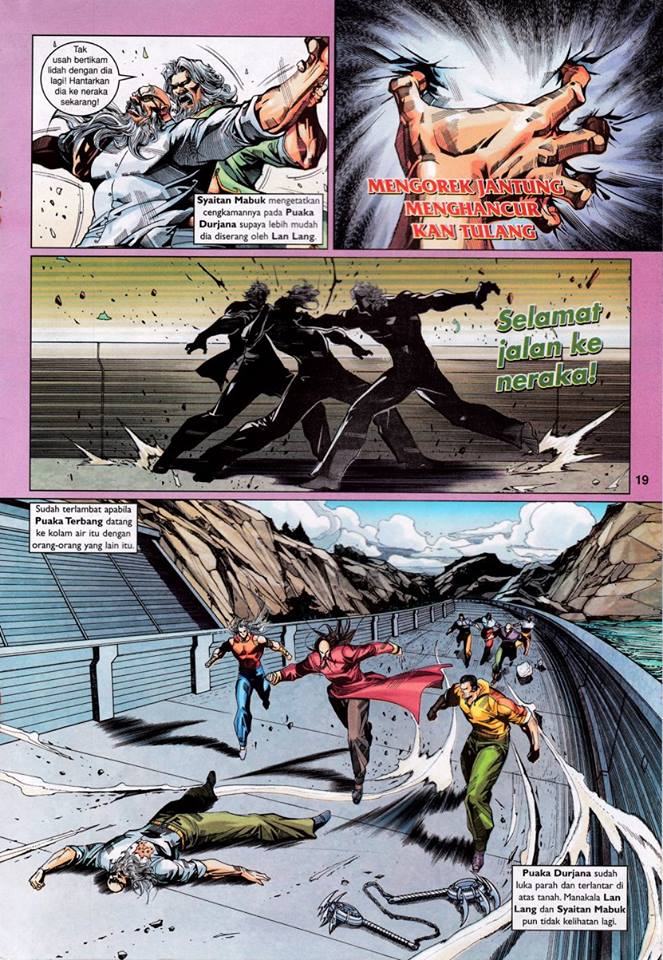 Tak
usah bertikam
lidah dengan dia
lagi! Hantarkan
dia ke neraka
sekarang!
Syaitan Mabuk mengetatkan
cengkamannya pada Puaka
Durjana supaya lebih mudah
dia diserang oleh Lan Lang.
MENGOREK JANTUNG
MENGHANCUR
KAN TULANG
Selamat
jalan ke
neraka!
19
Sudah terlambat apabila
Puaka Terbang datang
ke kolam air itu dengan
orang-orang yang lain itu.
Puaka Durjana sudah
luka parah dan terlantar di
atas tanah. Manakala Lan
Lang dan Syaitan Mabuk
pun tidak kelihatan lagi.